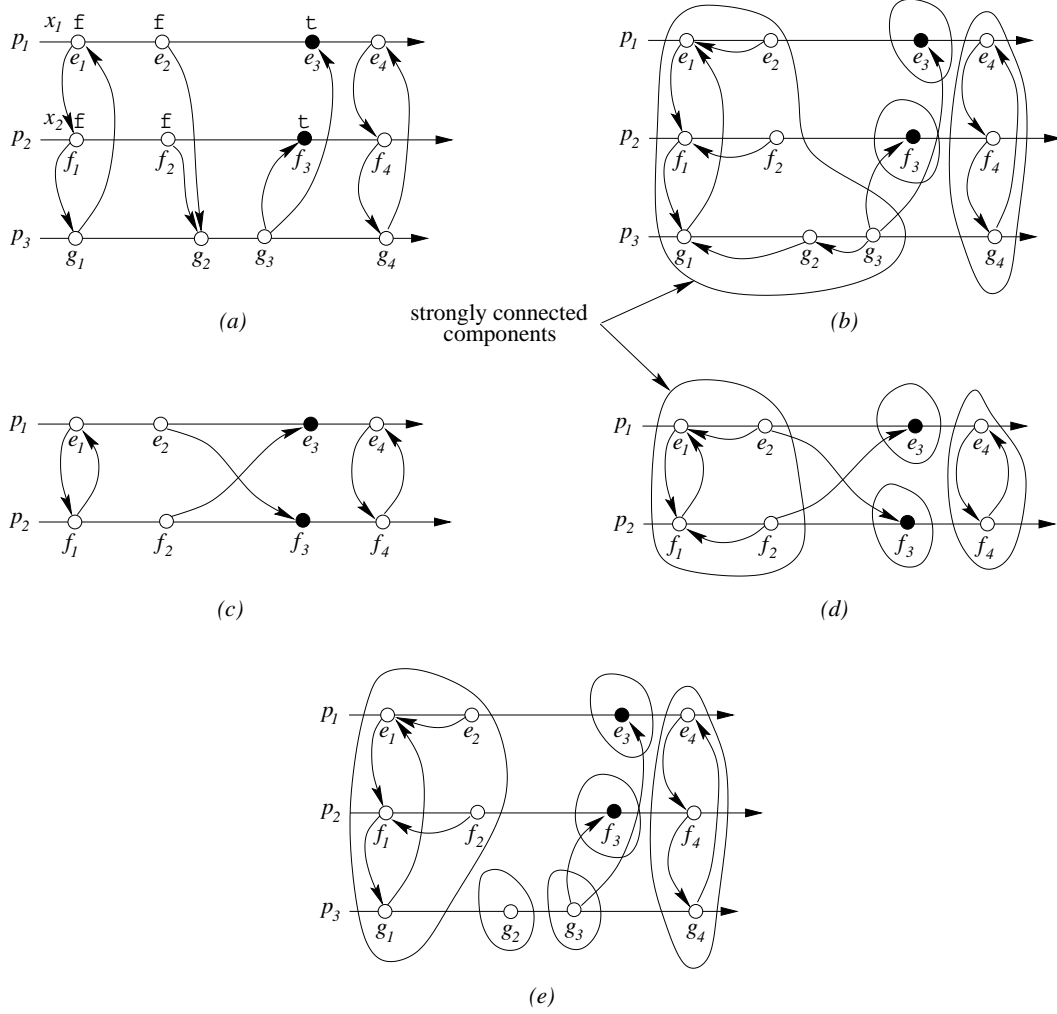 x1 f f t
p1 e1 e2 e3 e4
x2 f f t
p2 f1 f2 f3 f4
p3 g1 g2 g3 g4
(a)
p1 e1 e2 e3 e4
p2 f1 f2 f3 f4
p3 g1 g2 g3 g4
(b)
strongly connected
components
p1 e1 e2 e3 e4
p2 f1 f2 f3 f4
(c)
p1 e1 e2 e3 e4
p2 f1 f2 f3 f4
(d)
p1 e1 e2 e3 e4
p2 f1 f2 f3 f4
p3 g1 g2 g3 g4
(e)